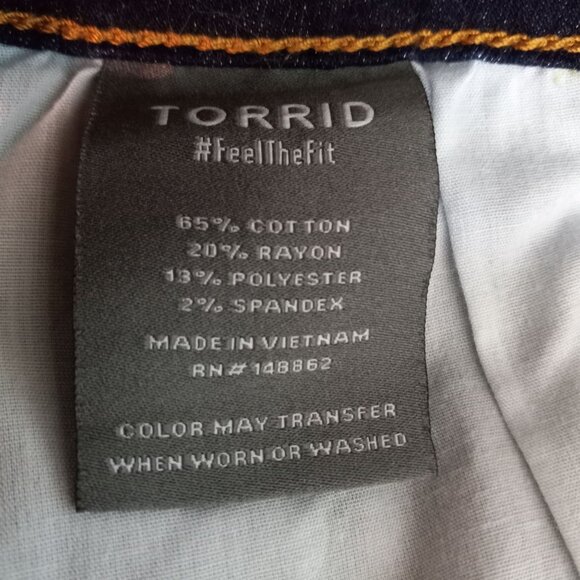 TORRID
#FeelTheFit
65% COTTON
20% RAYON
13% POLYESTER
2% SPANDEX
MADE IN VIETNAM
RN# 148862
COLOR MAY TRANSFER
WHEN WORN OR WASHED